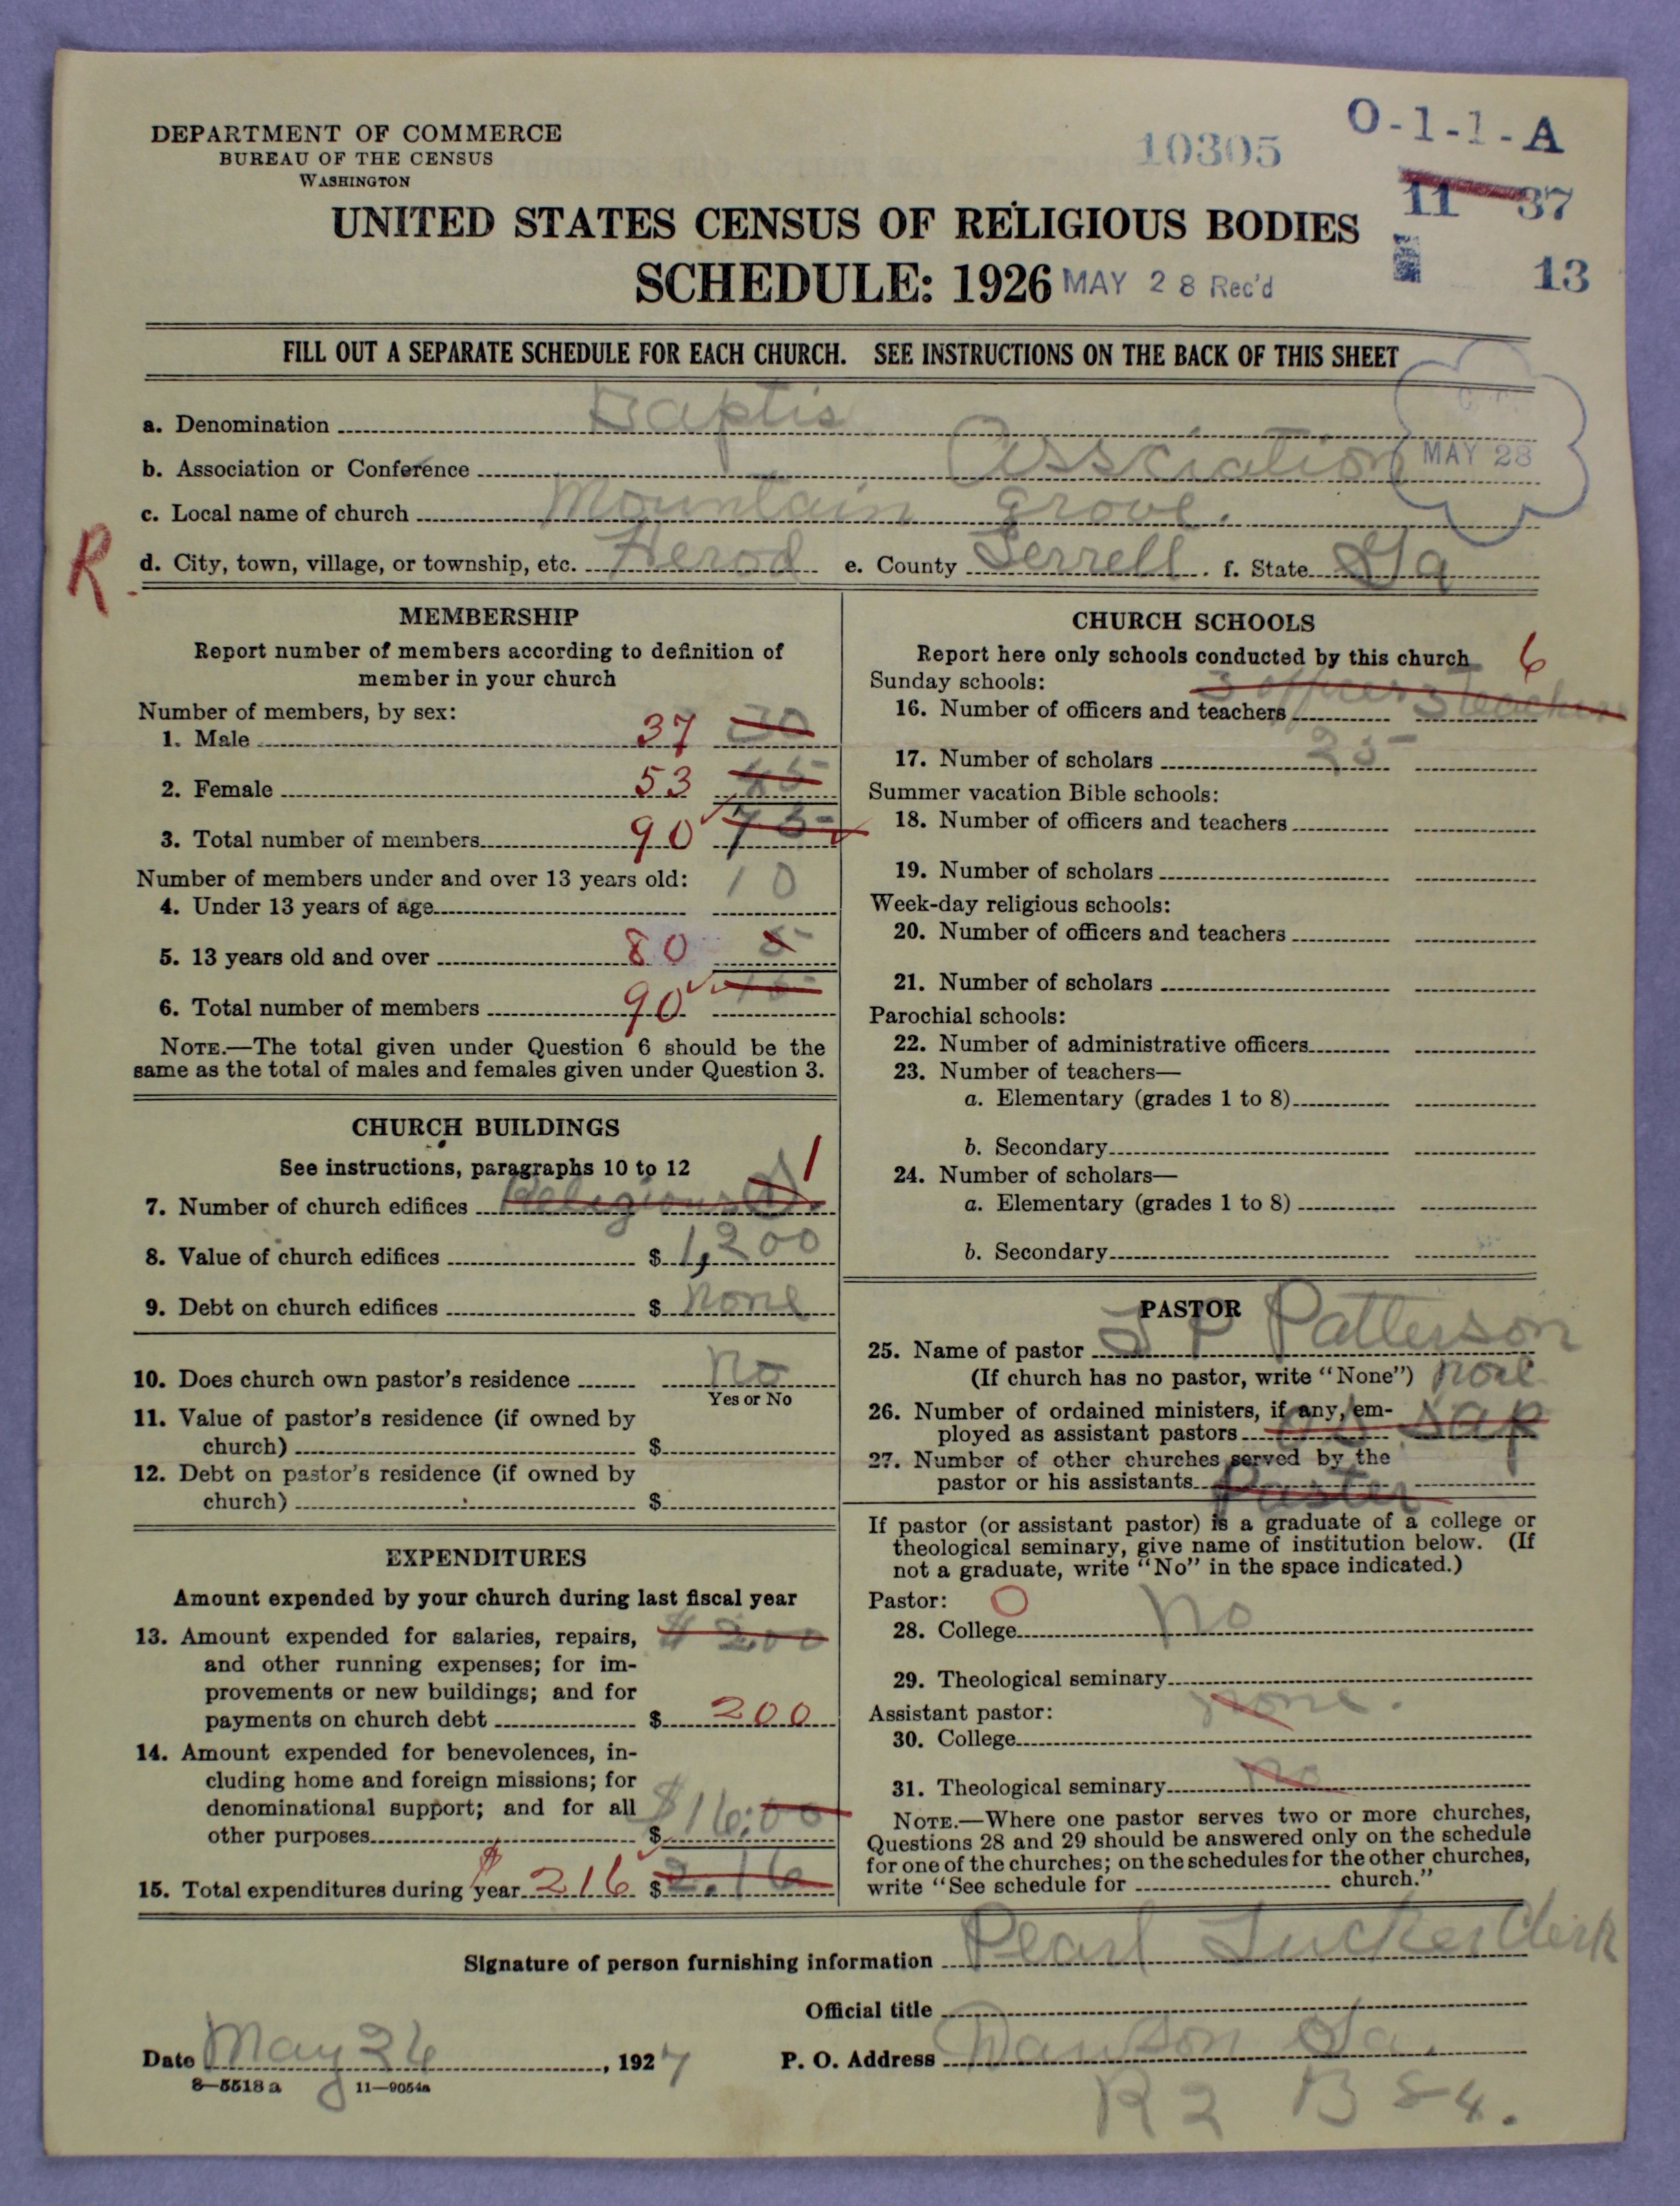 DEPARTMENT OF COMMERCE
BUREAU OF THE CENSUS
WASHINGTON
10305
O-1-1-A
11 37
13
UNITED STATES CENSUS OF RELIGIOUS BODIES
SCHEDULE: 1926 MAY 28 Rec'd
FILL OUT A SEPARATE SCHEDULE FOR EACH CHURCH. SEE INSTRUCTIONS ON THE BACK OF THIS SHEET
a. Denomination Baptis
b. Association or Conference Association
MAY 28
c. Local name of church Mountain Grove.
R d. City, town, village, or township, etc. Herod e. County Terrell f. State Ga
MEMBERSHIP
Report number of members according to definition of
member in your church
Number of members, by sex:
1. Male 37 30
2. Female 53 45
3. Total number of members 90 75
Number of members under and over 13 years old:
4. Under 13 years of age 10
5. 13 years old and over 80 5
6. Total number of members 90 15
NOTE.—The total given under Question 6 should be the
same as the total of males and females given under Question 3.
CHURCH BUILDINGS
See instructions, paragraphs 10 to 12
7. Number of church edifices Religious 1
8. Value of church edifices $ 1,200
9. Debt on church edifices $ none
10. Does church own pastor's residence No
Yes or No
11. Value of pastor's residence (if owned by
church) $
12. Debt on pastor's residence (if owned by
church) $
EXPENDITURES
Amount expended by your church during last fiscal year
13. Amount expended for salaries, repairs, $ 200
and other running expenses; for im-
provements or new buildings; and for
payments on church debt $ 200
14. Amount expended for benevolences, in-
cluding home and foreign missions; for
denominational support; and for all $16:00
other purposes $
15. Total expenditures during year $ 216 $ 2.16
CHURCH SCHOOLS
Report here only schools conducted by this church 6
Sunday schools: 3 officers 3 teachers
16. Number of officers and teachers
17. Number of scholars 25
Summer vacation Bible schools:
18. Number of officers and teachers
19. Number of scholars
Week-day religious schools:
20. Number of officers and teachers
21. Number of scholars
Parochial schools:
22. Number of administrative officers
23. Number of teachers—
a. Elementary (grades 1 to 8)
b. Secondary
24. Number of scholars—
a. Elementary (grades 1 to 8)
b. Secondary
PASTOR
25. Name of pastor P Patterson
(If church has no pastor, write "None") none
26. Number of ordained ministers, if any, em-
ployed as assistant pastors
27. Number of other churches served by the
pastor or his assistants Paster
If pastor (or assistant pastor) is a graduate of a college or
theological seminary, give name of institution below. (If
not a graduate, write "No" in the space indicated.)
Pastor: O
28. College No
29. Theological seminary
Assistant pastor: none.
30. College
31. Theological seminary No
NOTE.—Where one pastor serves two or more churches,
Questions 28 and 29 should be answered only on the schedule
for one of the churches; on the schedules for the other churches,
write "See schedule for church."
Signature of person furnishing information Pearl Tucker Clerk
Official title
Date May 26, 1927 P. O. Address Dawson Ga.
8—5518 a 11—9054a
R 2 B 84.